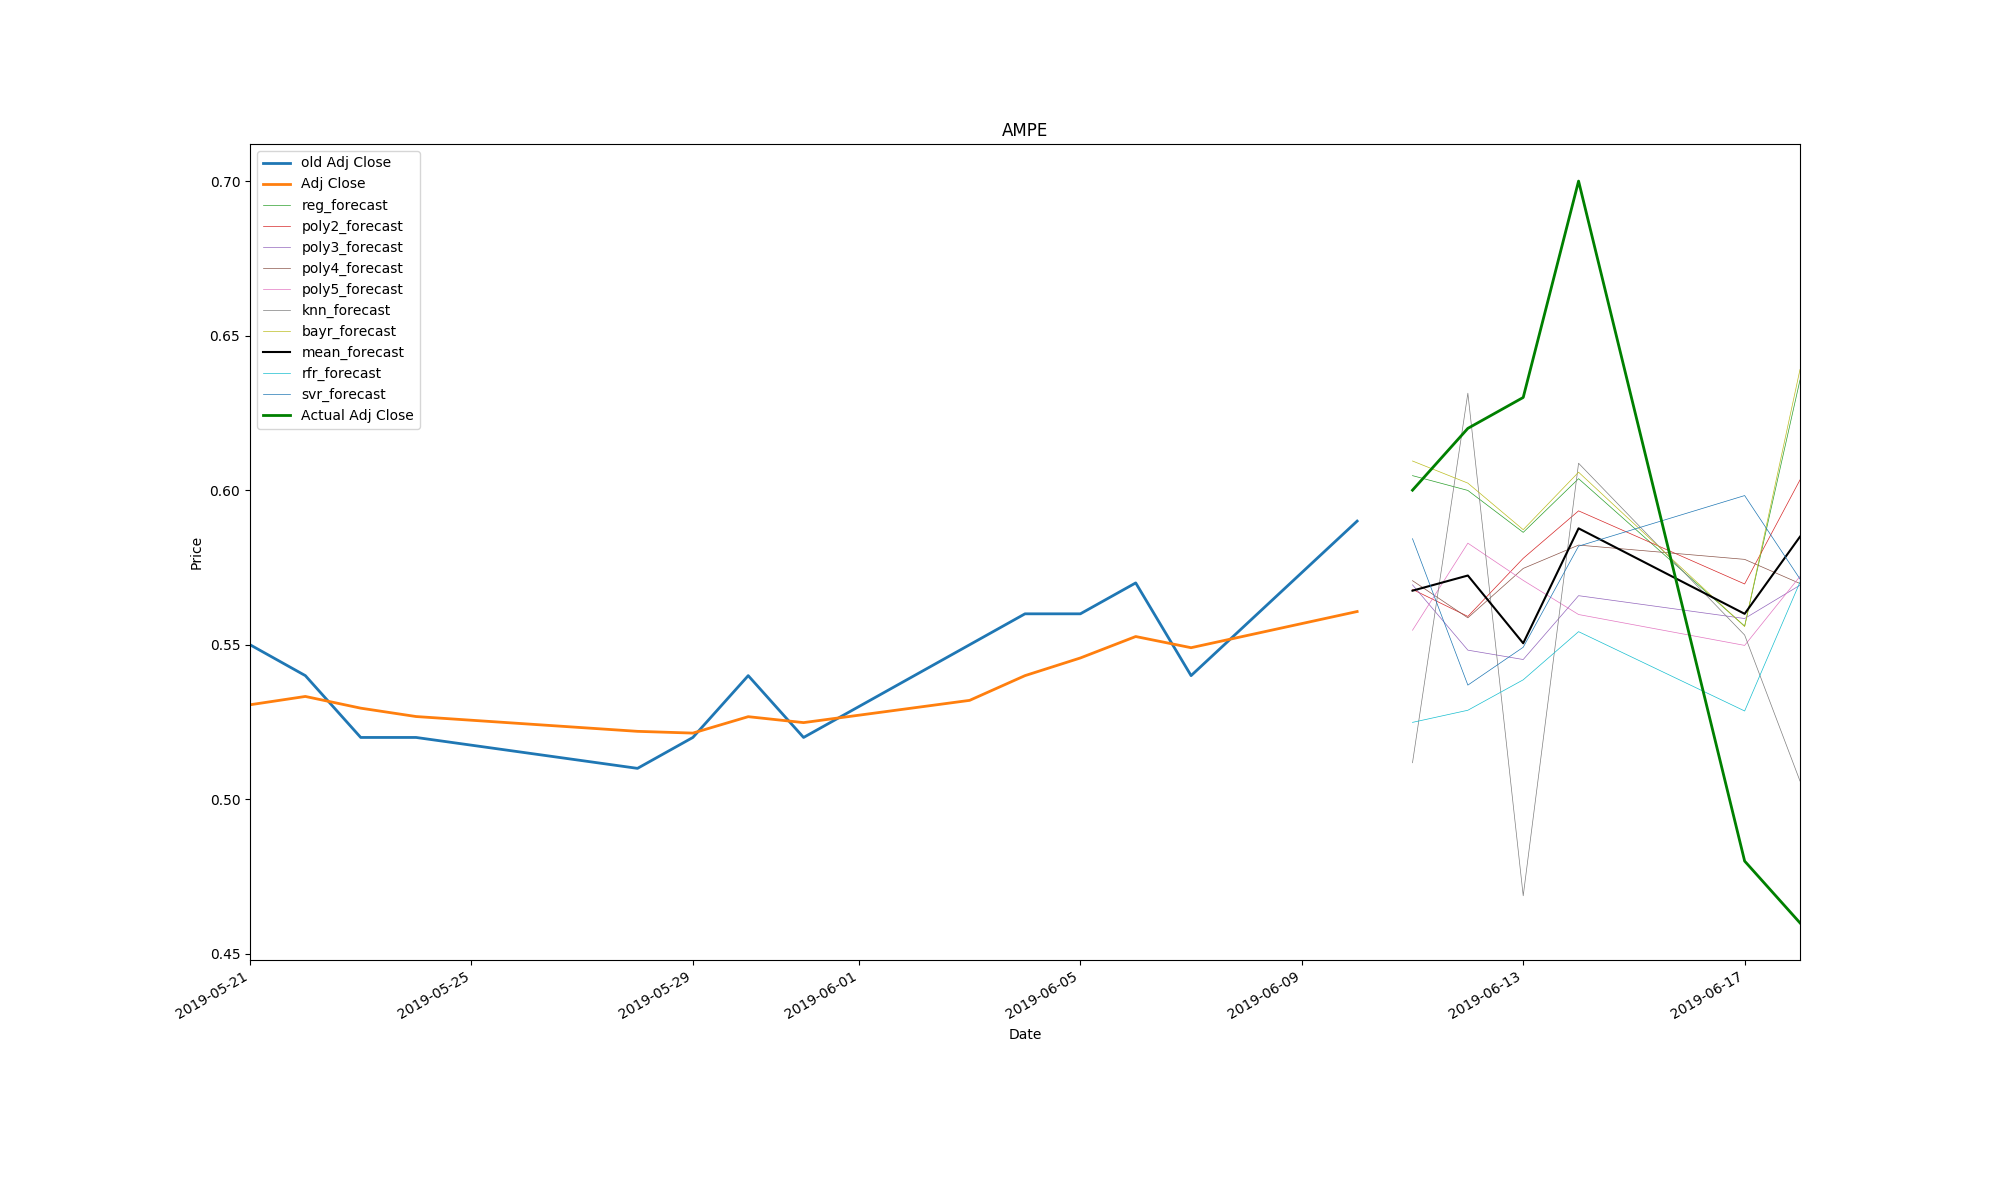 AMPE
old Adj Close
Adj Close
reg_forecast
poly2_forecast
poly3_forecast
poly4_forecast
poly5_forecast
knn_forecast
bayr_forecast
mean_forecast
rfr_forecast
svr_forecast
Actual Adj Close
0.70
0.65
0.60
0.55
0.50
0.45
Price
2019-05-21
2019-05-25
2019-05-29
2019-06-01
2019-06-05
2019-06-09
2019-06-13
2019-06-17
Date